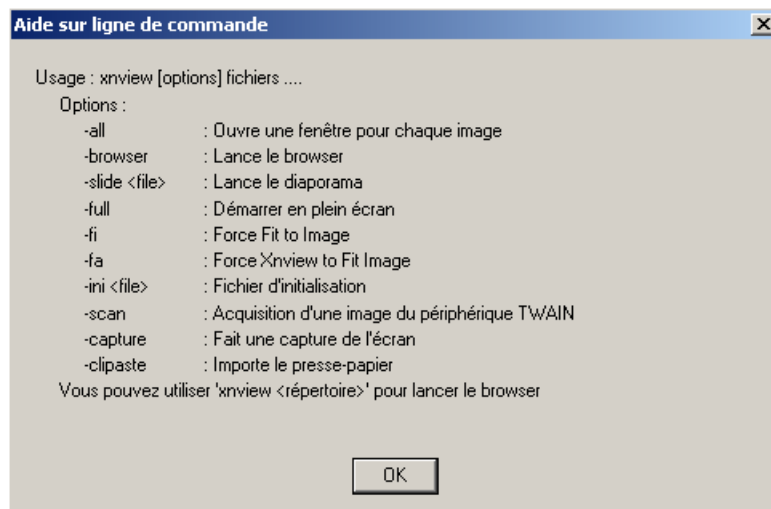 Aide sur ligne de commande
Usage : xnview [options] fichiers ....
Options :
-all : Ouvre une fenêtre pour chaque image
-browser : Lance le browser
-slide <file> : Lance le diaporama
-full : Démarrer en plein écran
-fi : Force Fit to Image
-fa : Force Xnview to Fit Image
-ini <file> : Fichier d'initialisation
-scan : Acquisition d'une image du périphérique TWAIN
-capture : Fait une capture de l'écran
-clipaste : Importe le presse-papier
Vous pouvez utiliser 'xnview <répertoire>' pour lancer le browser
OK